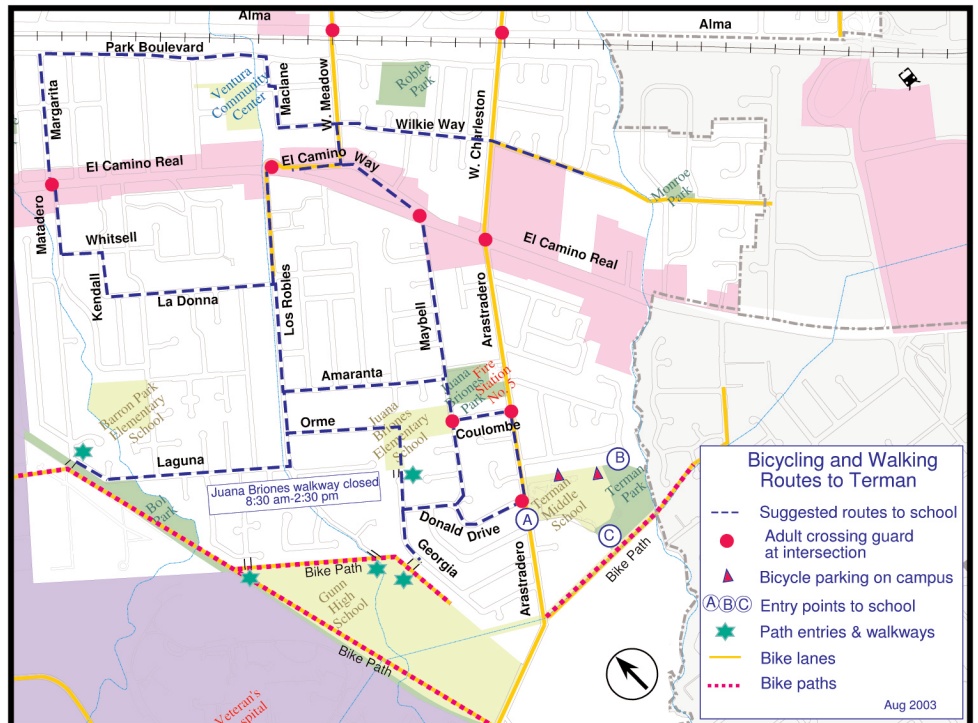 Alma
Alma
Park Boulevard
Margarita
Ventura
Community
Center
Maclane
W. Meadow
Robles
Park
Wilkie Way
W. Charleston
El Camino Real
El Camino Way
Monroe
Park
Matadero
Whitsell
El Camino Real
Kendall
La Donna
Los Robles
Maybell
Arastradero
Amaranta
Juana
Briones
Park
Fire
Station
No. 5
Barron Park
Elementary
School
Orme
Juana
Briones
Elementary
School
Coulombe
Laguna
Juana Briones walkway closed
8:30 am-2:30 pm
Bol
Park
B
Terman
Middle
School
Terman
Park
A
C
Donald Drive
Georgia
Arastradero
Bike Path
Bike Path
Gunn
High
School
Bike Path
Veteran's
Bicycling and Walking
Routes to Terman
Suggested routes to school
Adult crossing guard
at intersection
Bicycle parking on campus
A B C Entry points to school
Path entries & walkways
Bike lanes
Bike paths
Aug 2003